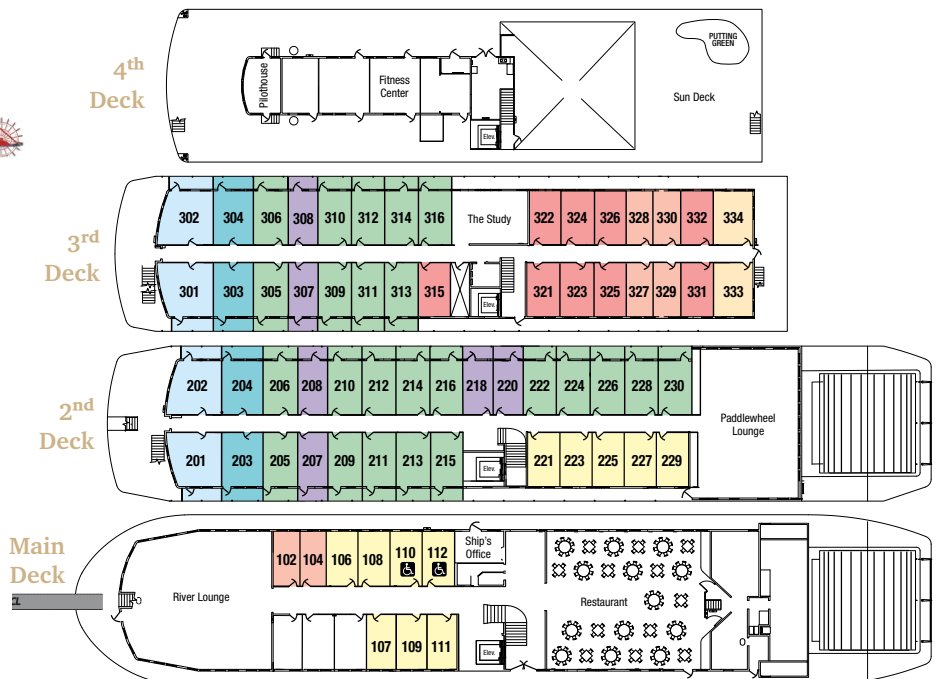 4th
Deck
Pilothouse
Fitness
Center
Elev.
PUTTING
GREEN
Sun Deck
3rd
Deck
302 304 306 308 310 312 314 316 The Study 322 324 326 328 330 332 334
301 303 305 307 309 311 313 315 Elev. 321 323 325 327 329 331 333
2nd
Deck
202 204 206 208 210 212 214 216 218 220 222 224 226 228 230
Paddlewheel
Lounge
201 203 205 207 209 211 213 215 Elev. 221 223 225 227 229
Main
Deck
River Lounge
102 104 106 108 110 112
Ship's
Office
Restaurant
107 109 111 Elev.